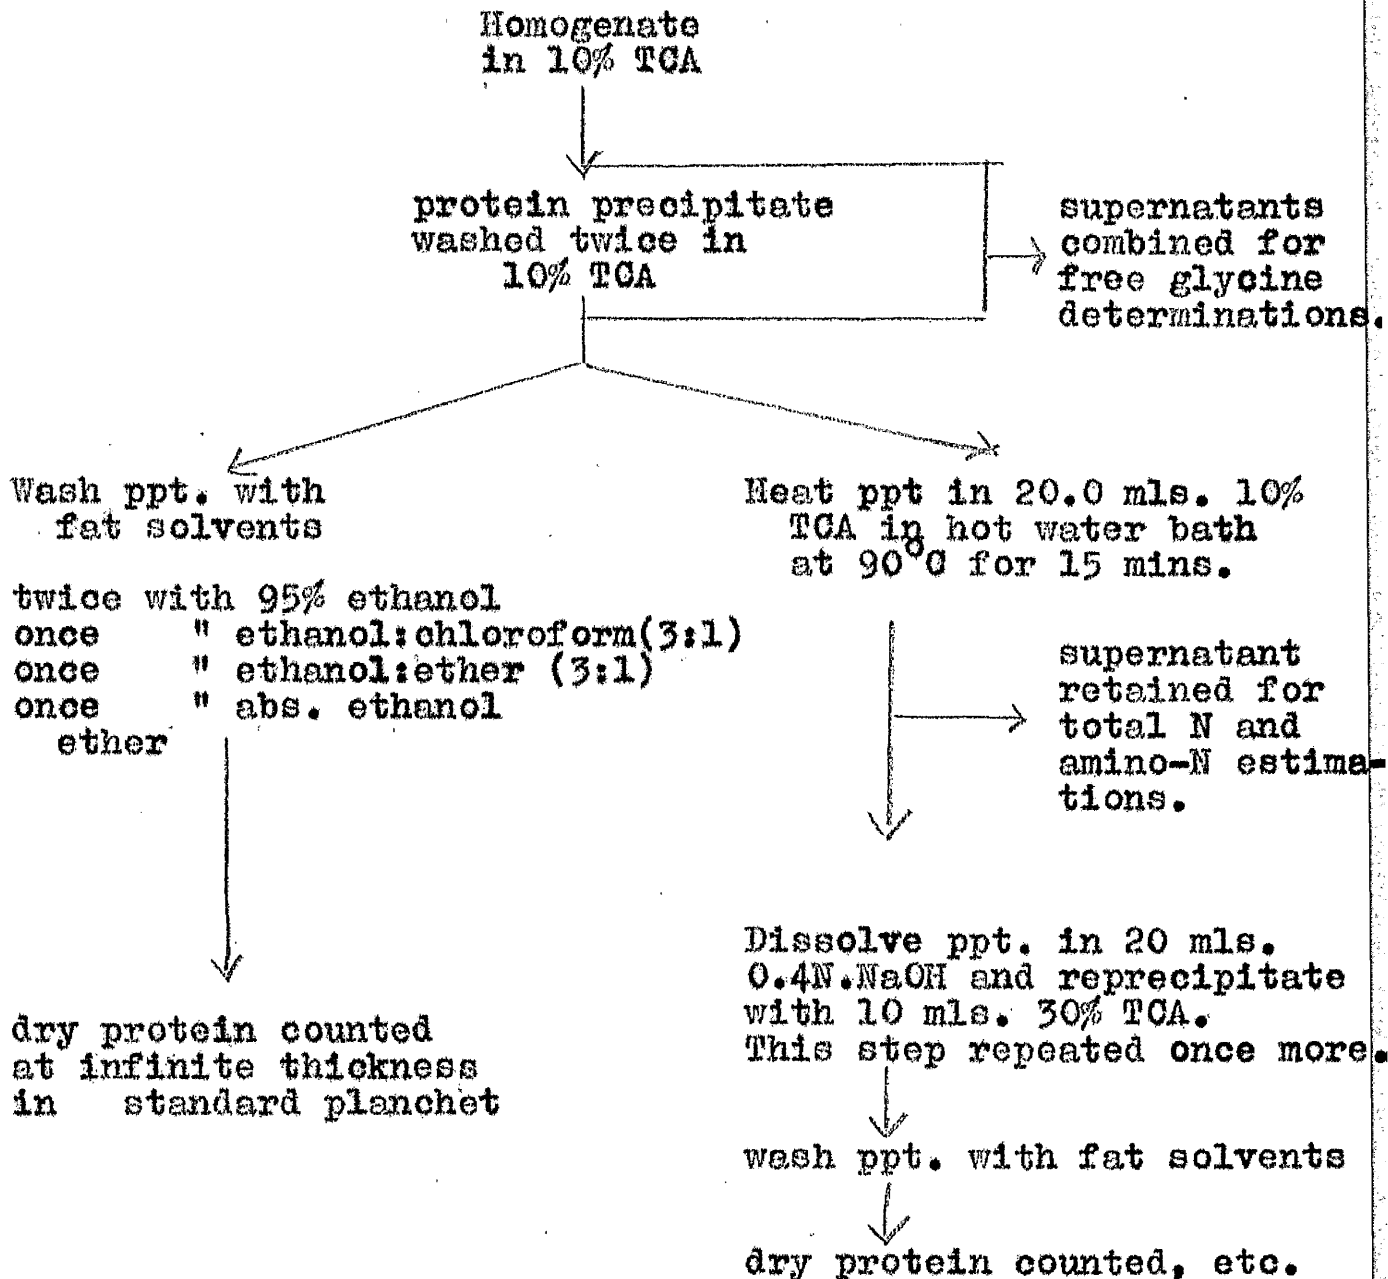 Homogenate
in 10% TCA
protein precipitate
washed twice in
10% TCA
supernatants
combined for
free glycine
determinations.
Wash ppt. with
fat solvents
twice with 95% ethanol
once " ethanol:chloroform(3:1)
once " ethanol:ether (3:1)
once " abs. ethanol
ether
dry protein counted
at infinite thickness
in standard planchet
Heat ppt in 20.0 mls. 10%
TCA in hot water bath
at 90°C for 15 mins.
supernatant
retained for
total N and
amino-N estima-
tions.
Dissolve ppt. in 20 mls.
0.4N.NaOH and reprecipitate
with 10 mls. 30% TCA.
This step repeated once more.
wash ppt. with fat solvents
dry protein counted, etc.